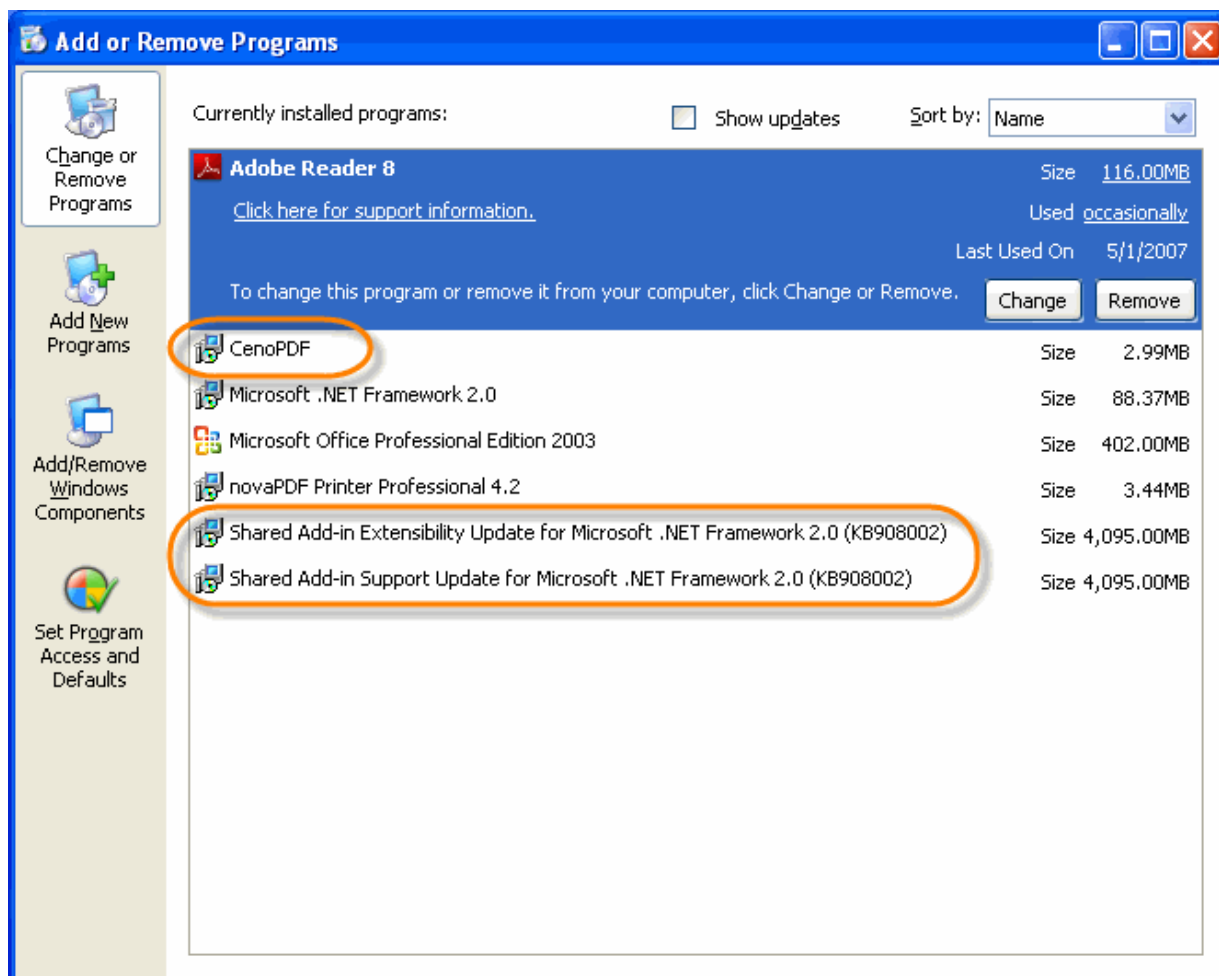 Add or Remove Programs
Change or
Remove
Programs
Add New
Programs
Add/Remove
Windows
Components
Set Program
Access and
Defaults
Currently installed programs:
Show updates
Sort by: Name
Adobe Reader 8 Size 116.00MB
Click here for support information. Used occasionally
Last Used On 5/1/2007
To change this program or remove it from your computer, click Change or Remove. Change Remove
CenoPDF Size 2.99MB
Microsoft .NET Framework 2.0 Size 88.37MB
Microsoft Office Professional Edition 2003 Size 402.00MB
novaPDF Printer Professional 4.2 Size 3.44MB
Shared Add-in Extensibility Update for Microsoft .NET Framework 2.0 (KB908002) Size 4,095.00MB
Shared Add-in Support Update for Microsoft .NET Framework 2.0 (KB908002) Size 4,095.00MB